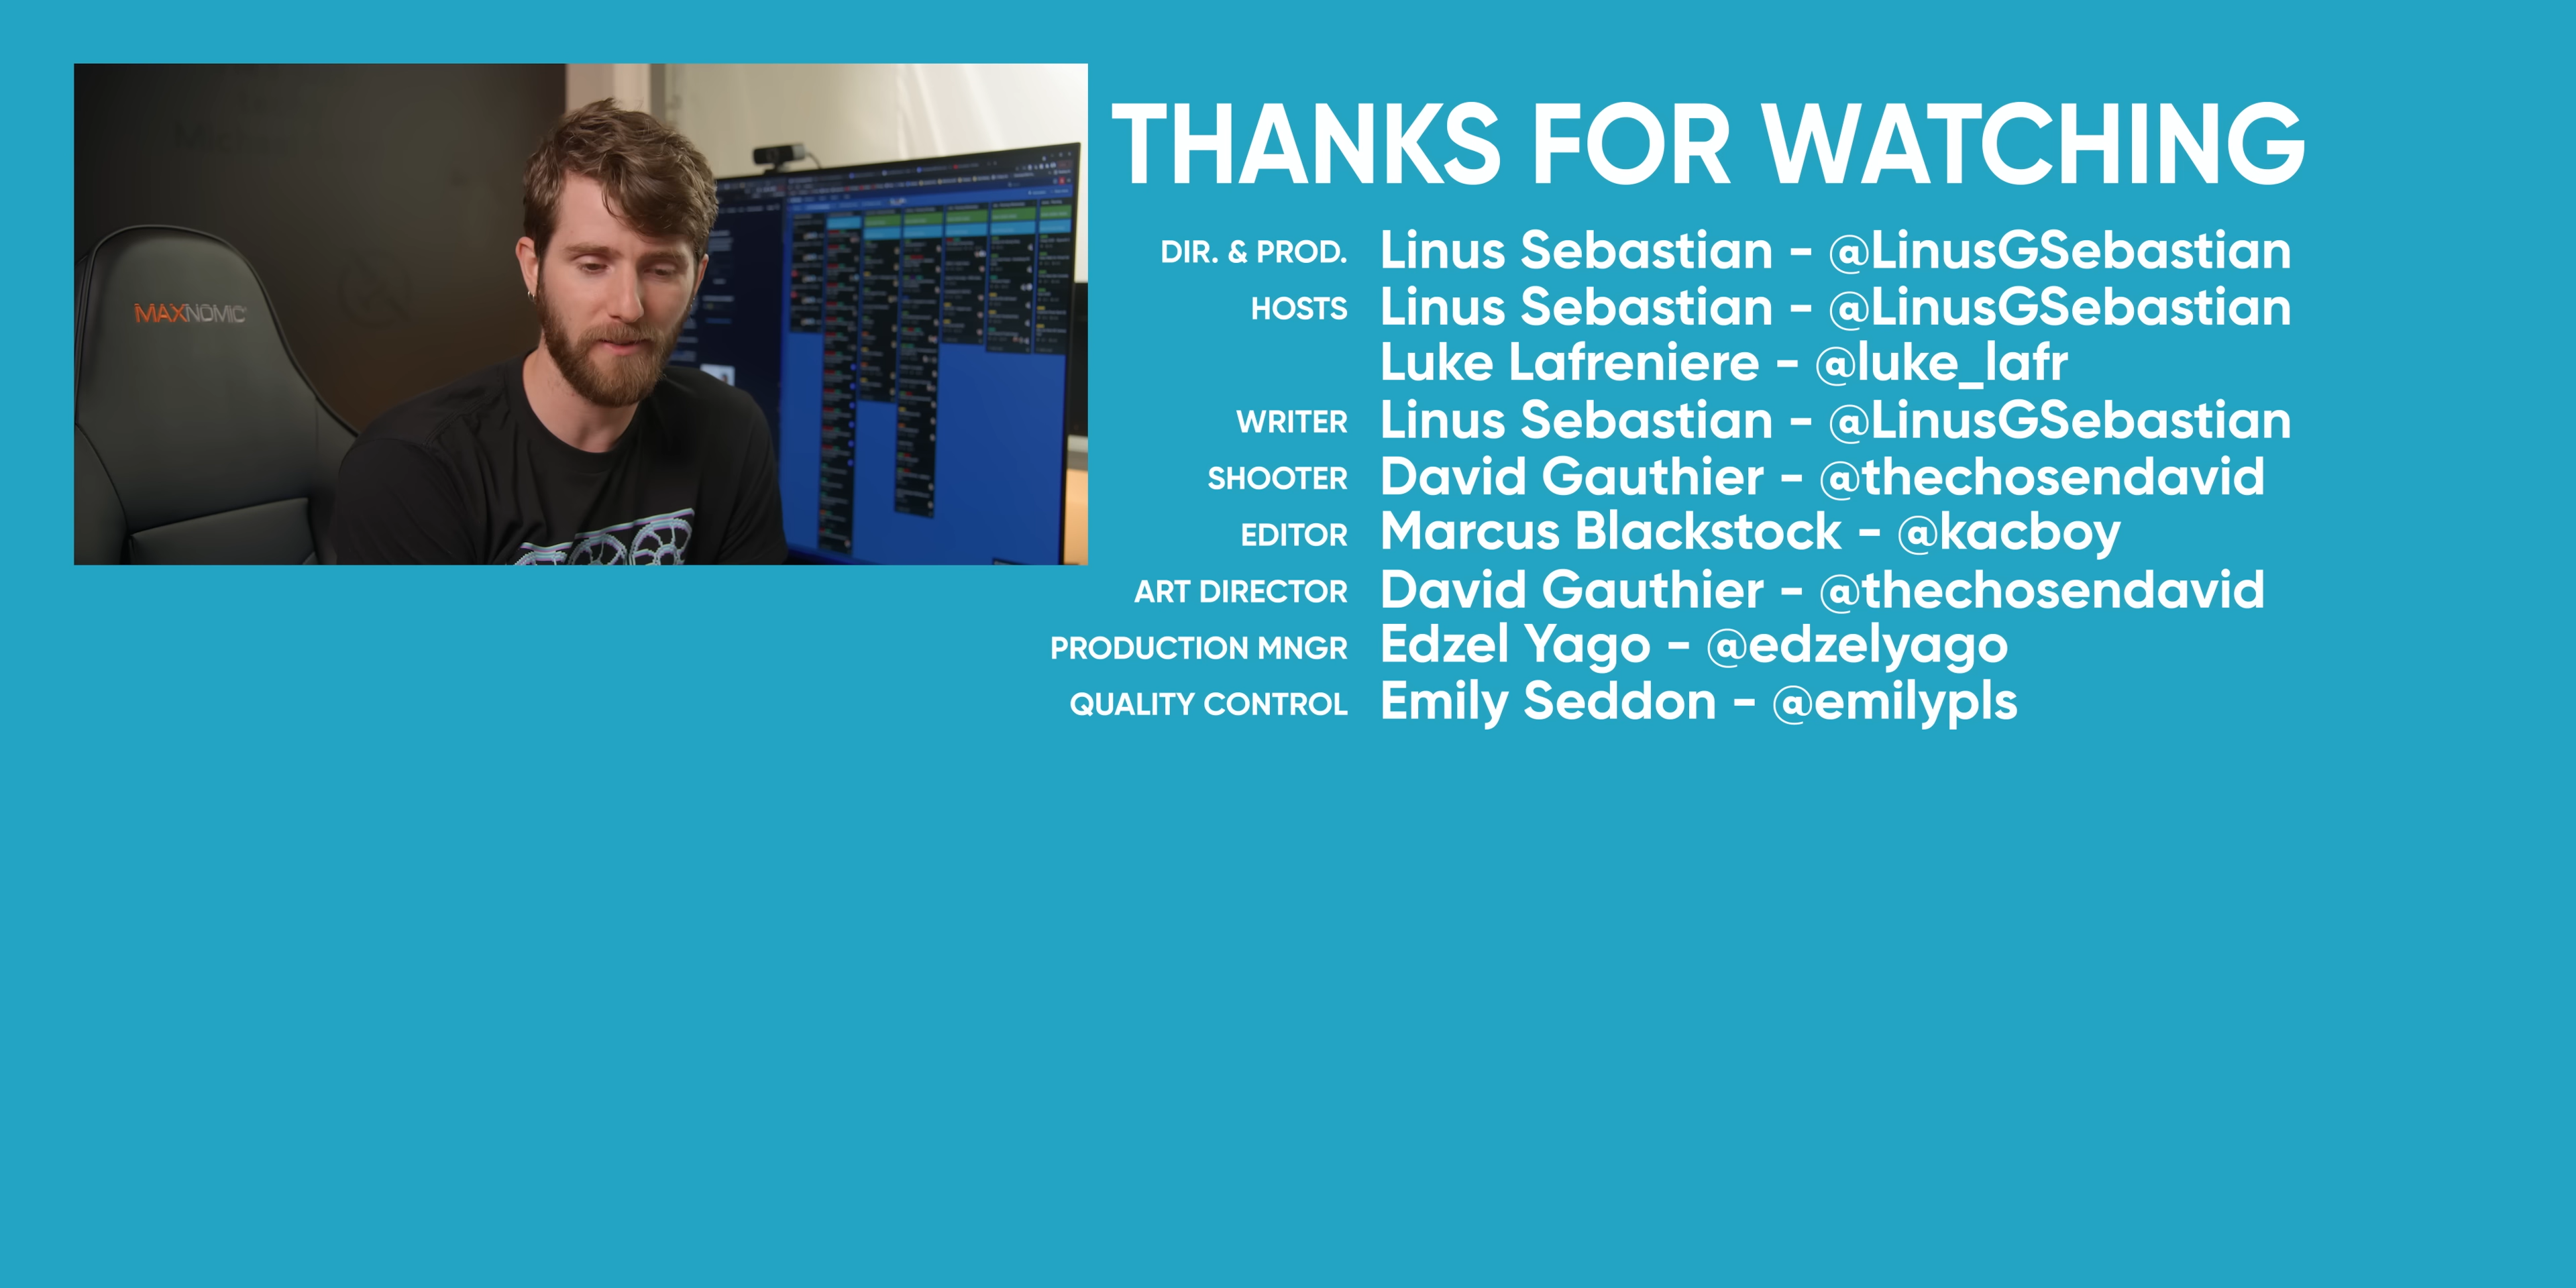 MAXNOMIC
THANKS FOR WATCHING
DIR. & PROD. Linus Sebastian - @LinusGSebastian
HOSTS Linus Sebastian - @LinusGSebastian
Luke Lafreniere - @luke_lafr
WRITER Linus Sebastian - @LinusGSebastian
SHOOTER David Gauthier - @thechosendavid
EDITOR Marcus Blackstock - @kacboy
ART DIRECTOR David Gauthier - @thechosendavid
PRODUCTION MNGR Edzel Yago - @edzelyago
QUALITY CONTROL Emily Seddon - @emilypls